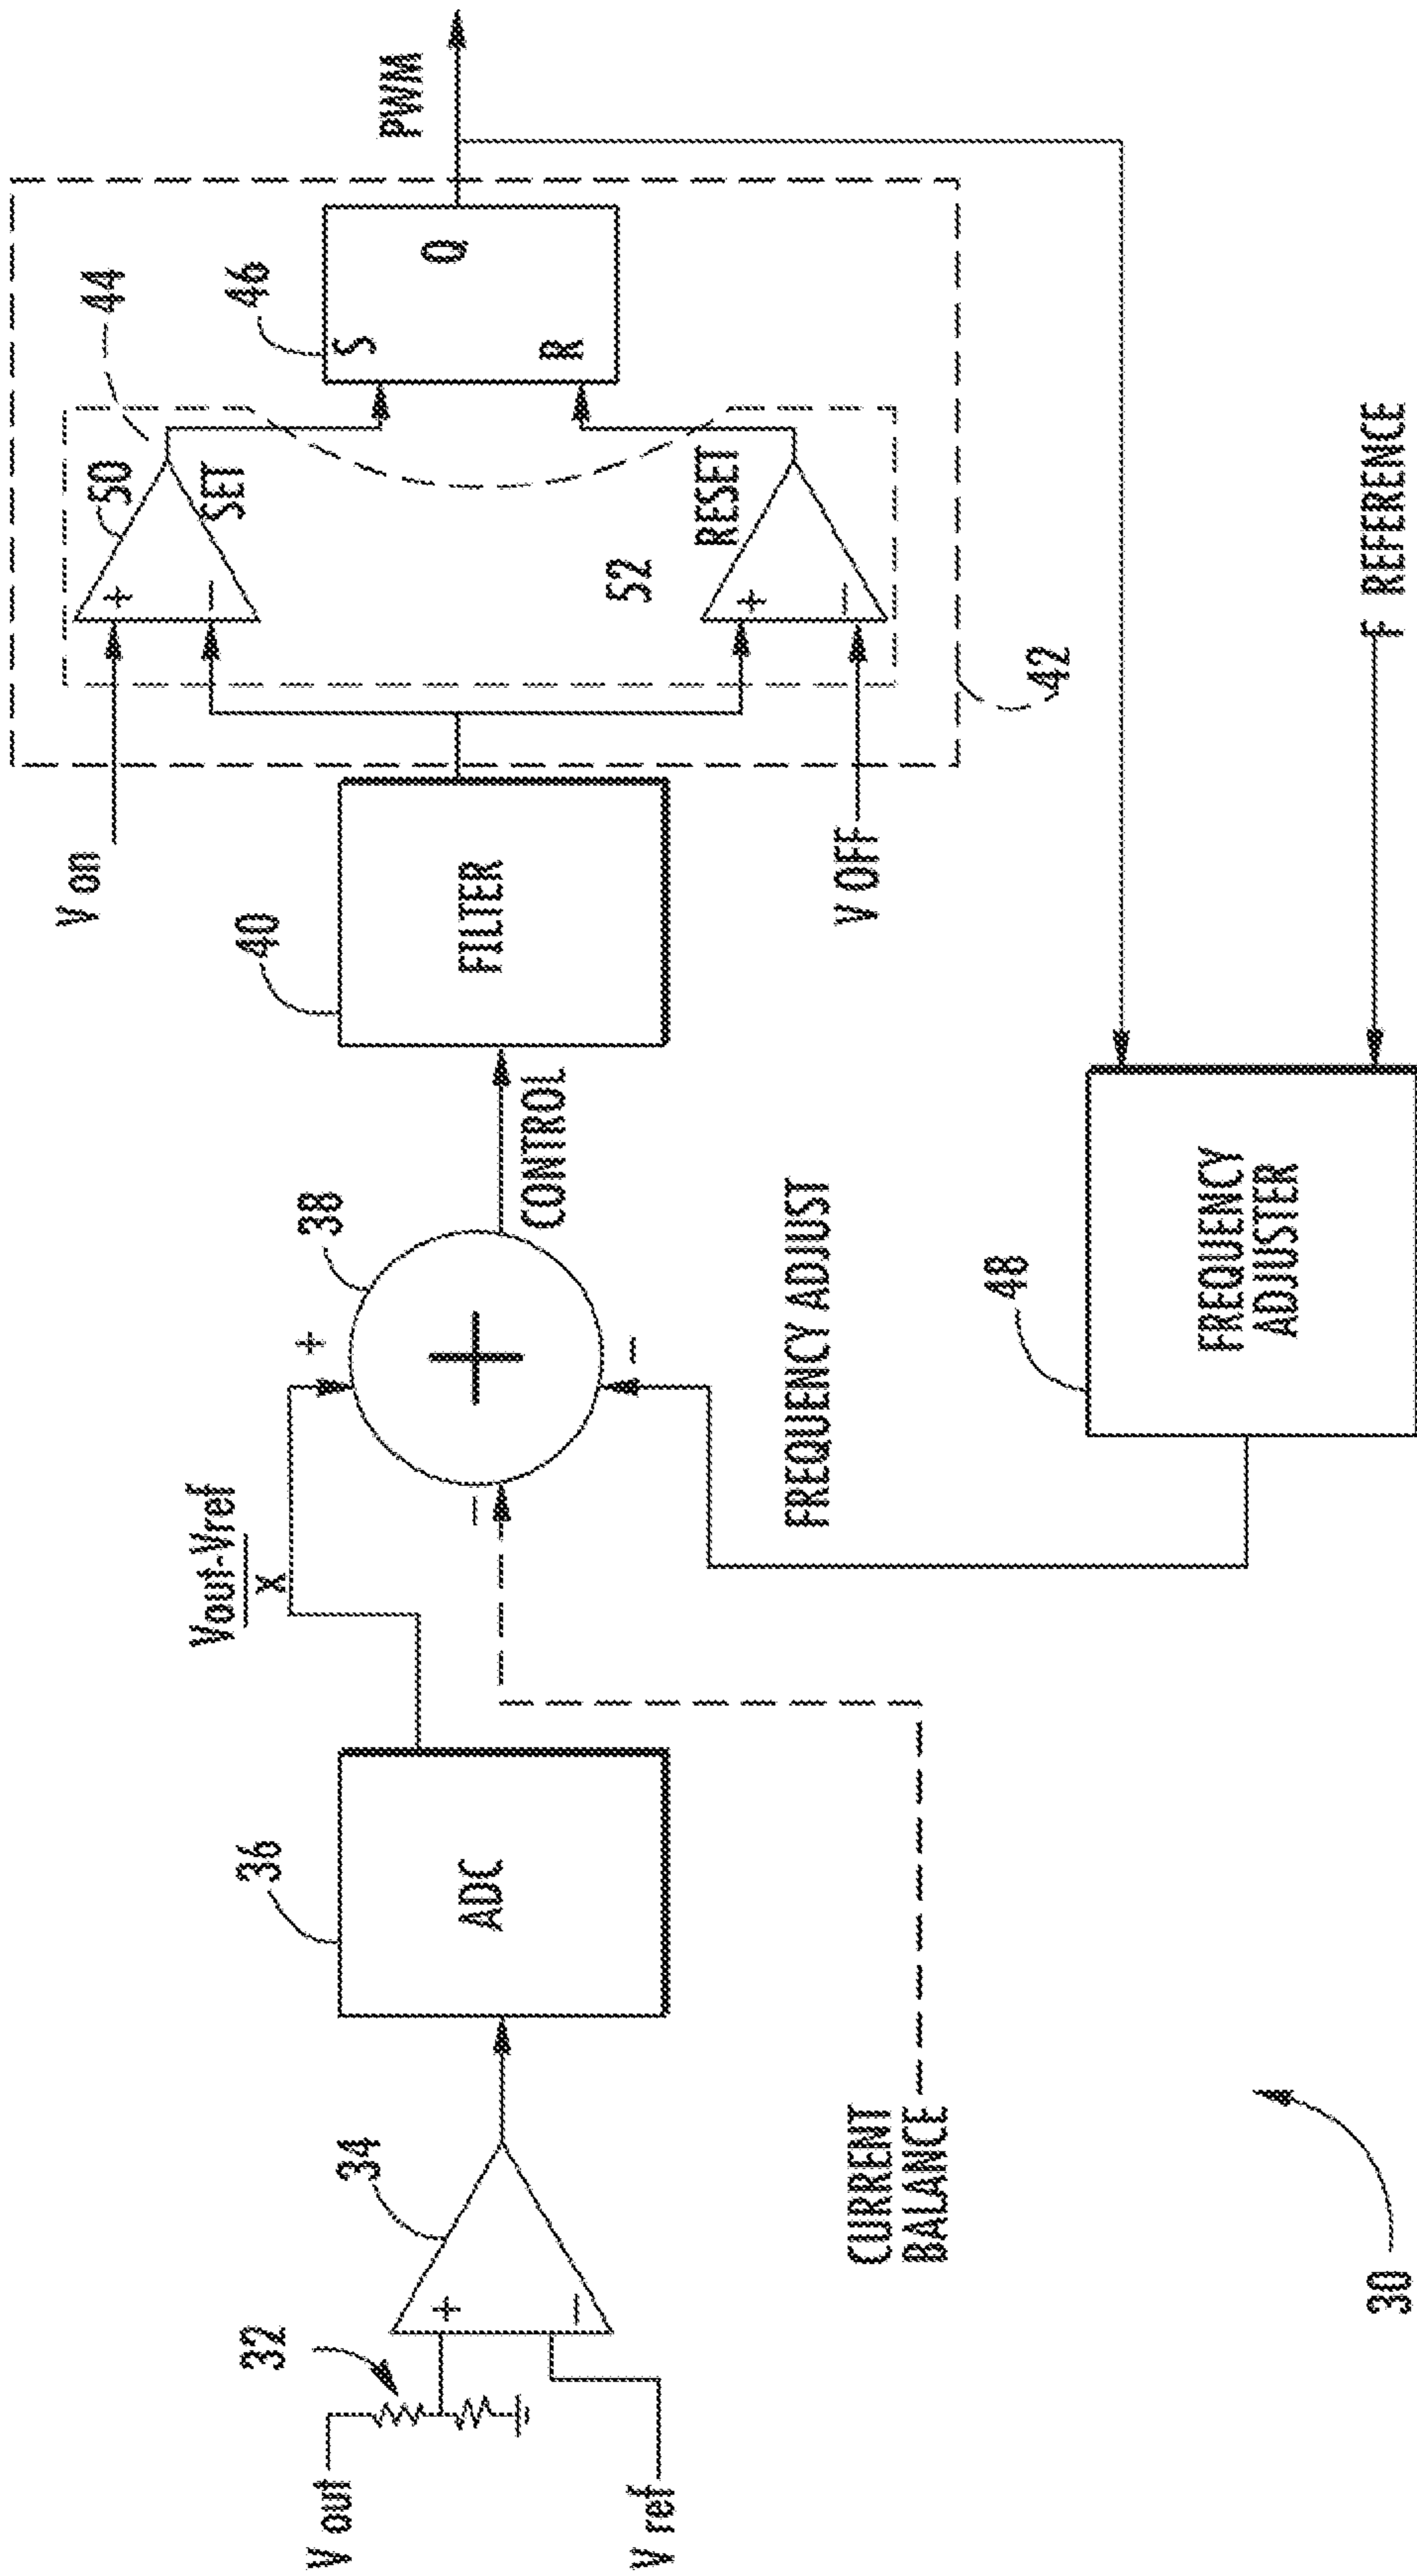 V out
V ref
32
+
−
34
36
ADC
Vout-Vref
X
CURRENT
BALANCE
+
−
−
38
+
CONTROL
FREQUENCY ADJUST
48
FREQUENCY
ADJUSTER
F REFERENCE
40
FILTER
V on
V OFF
50
+
−
SET
44
52
+
−
RESET
46
S
R
Q
42
PWM
30